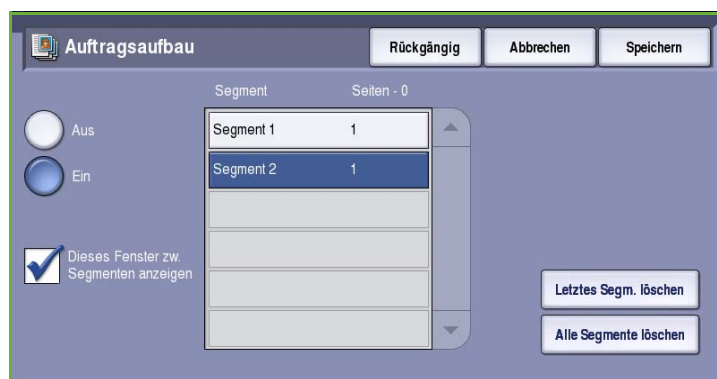 Auftragsaufbau
Rückgängig
Abbrechen
Speichern
Segment Seiten - 0
Aus
Ein
Segment 1 1
Segment 2 1
Dieses Fenster zw.
Segmenten anzeigen
Letztes Segm. löschen
Alle Segmente löschen